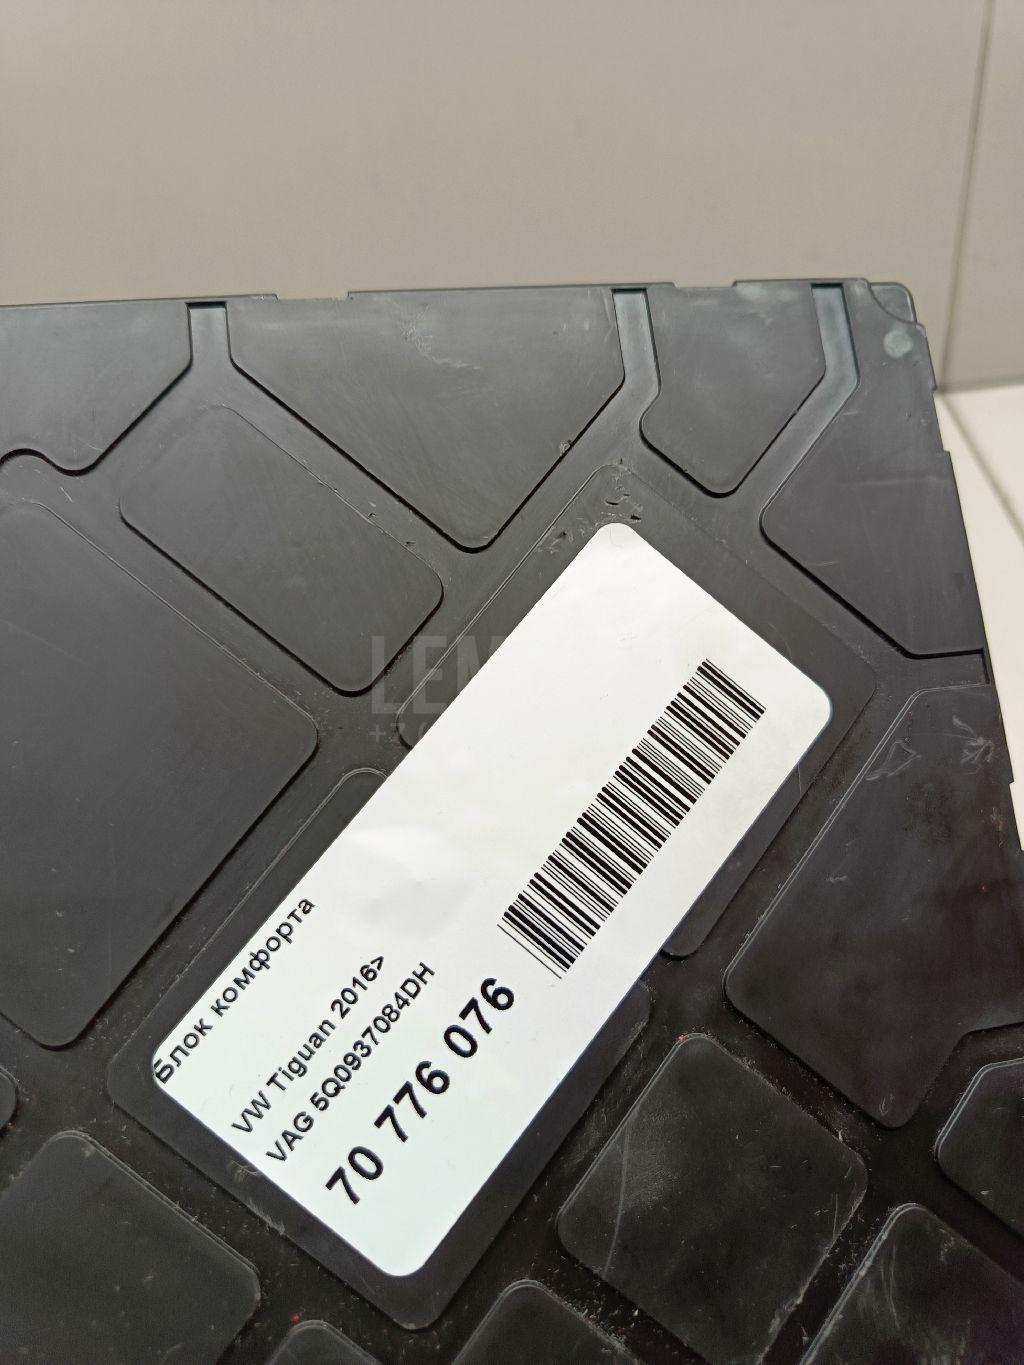 Блок комфорта
VW Tiguan 2016>
VAG 5Q0937084DH
70 776 076